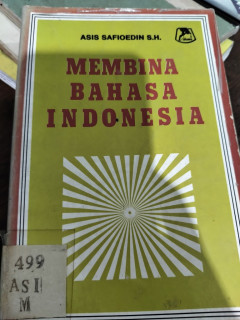 ASIS SAFIOEDIN S.H.
MEMBINA
BAHASA
INDONESIA
499
ASI
M